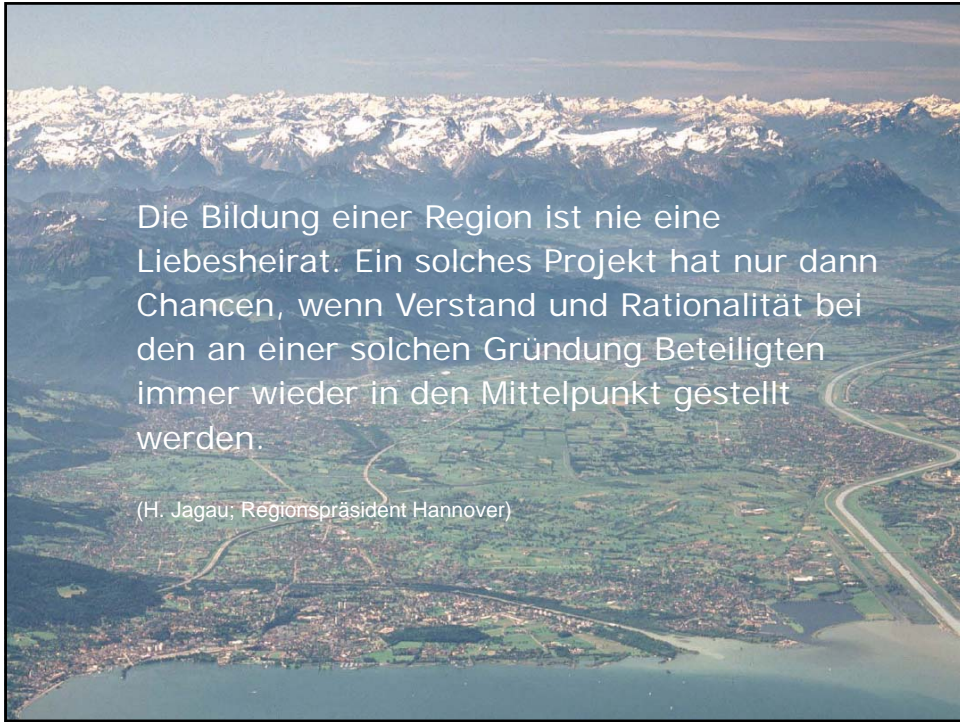 Die Bildung einer Region ist nie eine
Liebesheirat. Ein solches Projekt hat nur dann
Chancen, wenn Verstand und Rationalität bei
den an einer solchen Gründung Beteiligten
immer wieder in den Mittelpunkt gestellt
werden.
(H. Jagau; Regionspräsident Hannover)